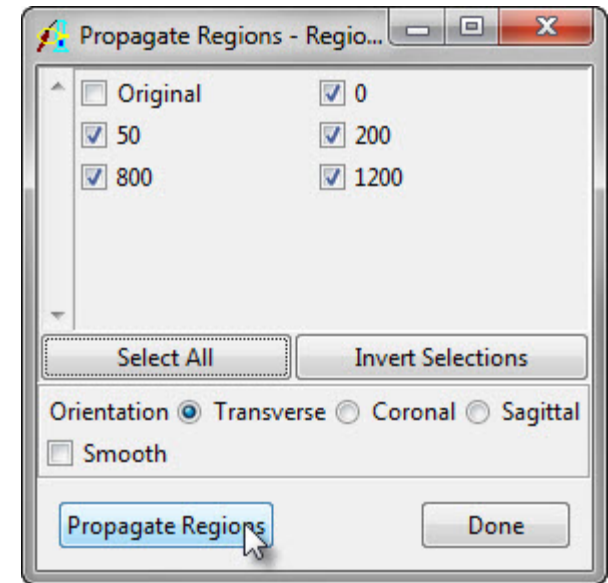 Propagate Regions - Regio...
Original 0
50 200
800 1200
Select All Invert Selections
Orientation Transverse Coronal Sagittal
Smooth
Propagate Regions Done